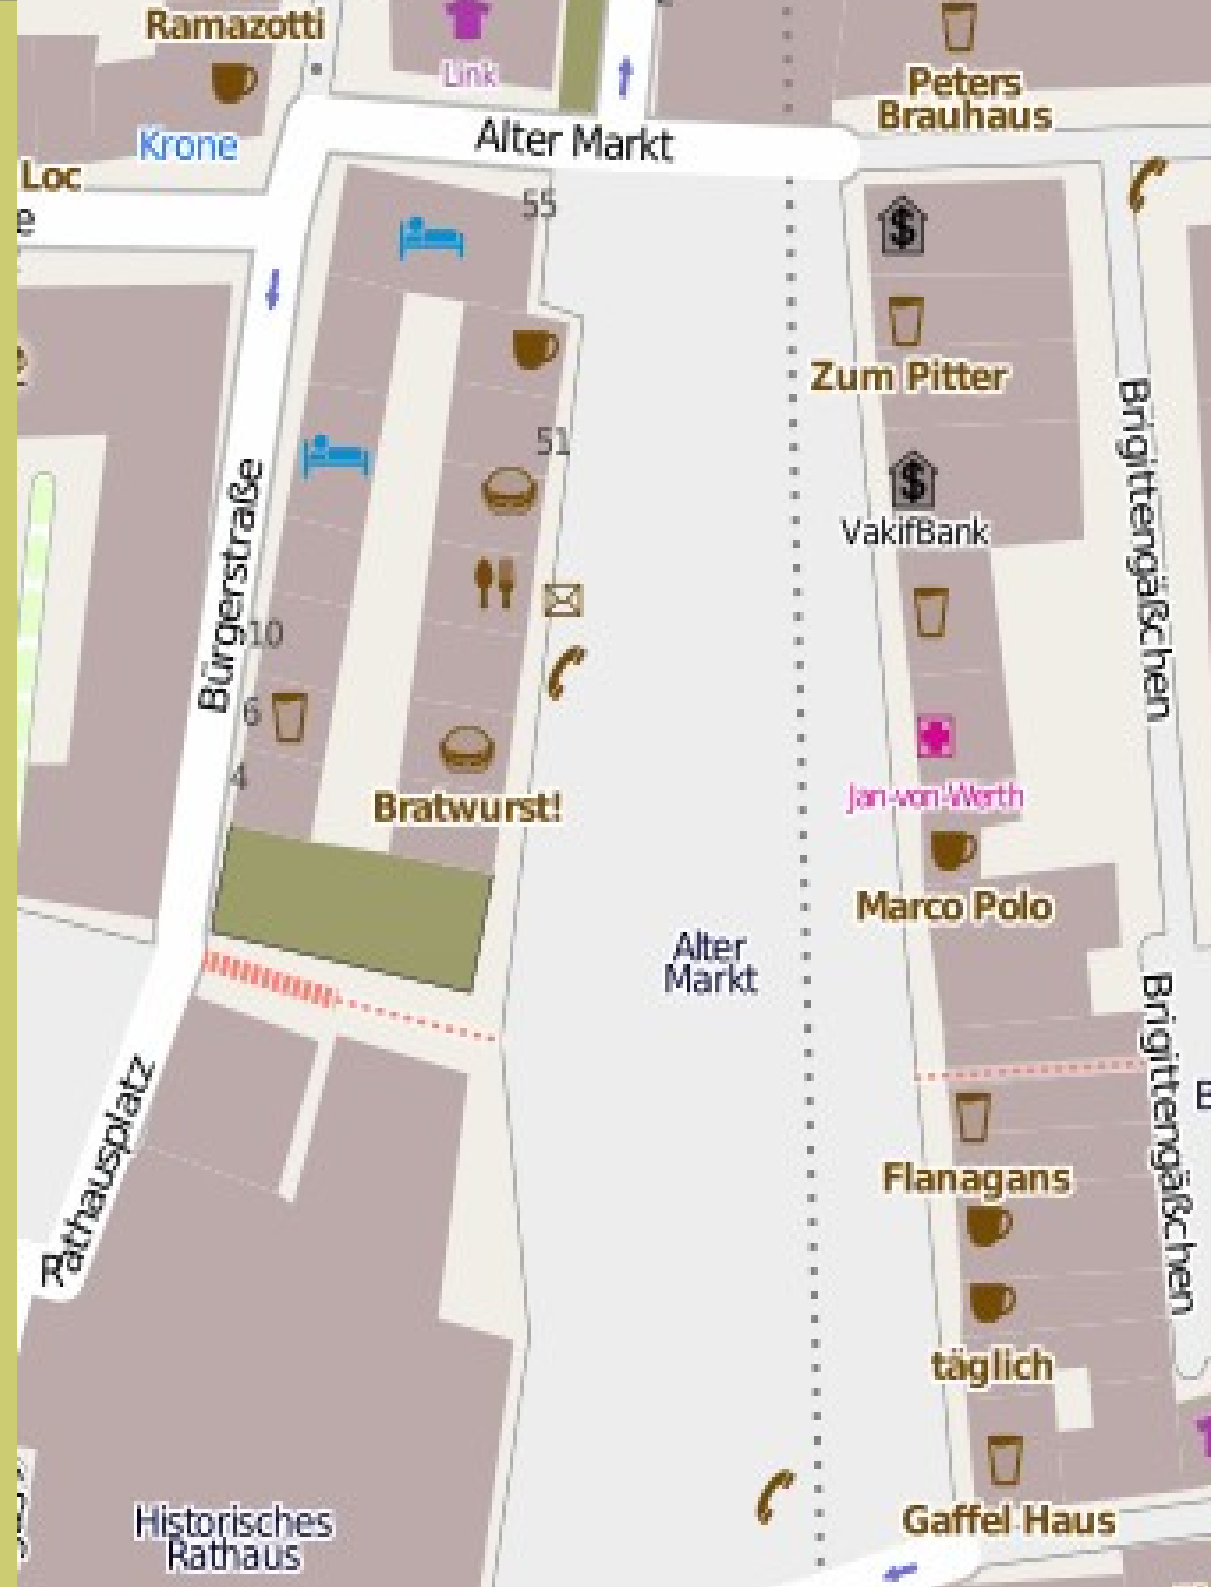 Ramazotti
Link
Peters
Brauhaus
Krone
Alter Markt
Loc
e
55
$
Zum Pitter
51
$
VakifBank
Bürgerstraße
Brigittengäßchen
10
6
4
Jan-von-Werth
Bratwurst!
Marco Polo
Alter
Markt
Brigittengäßchen
Rathausplatz
B
Flanagans
täglich
Gaffel Haus
Historisches
Rathaus